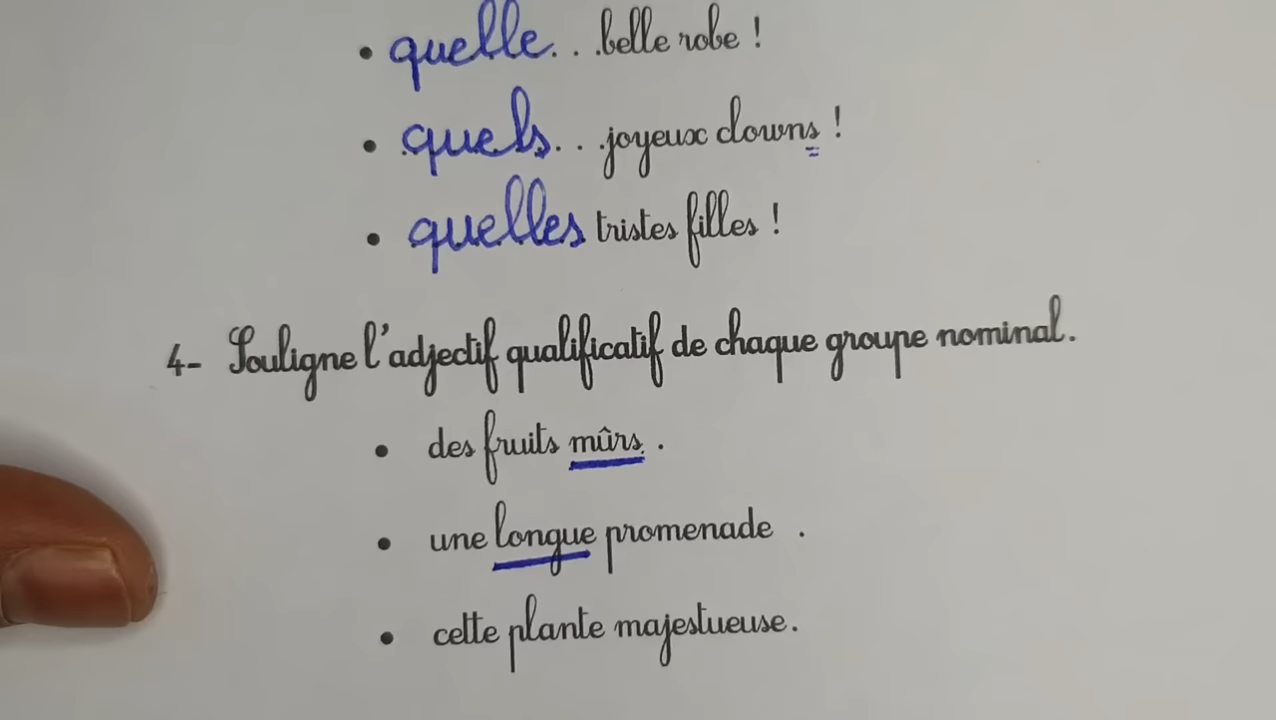 • quelle. . .belle robe !
• quels. . .joyeux clowns !
• quelles tristes filles !
4- Souligne l'adjectif qualificatif de chaque groupe nominal.
• des fruits mûrs .
• une longue promenade .
• cette plante majestueuse.